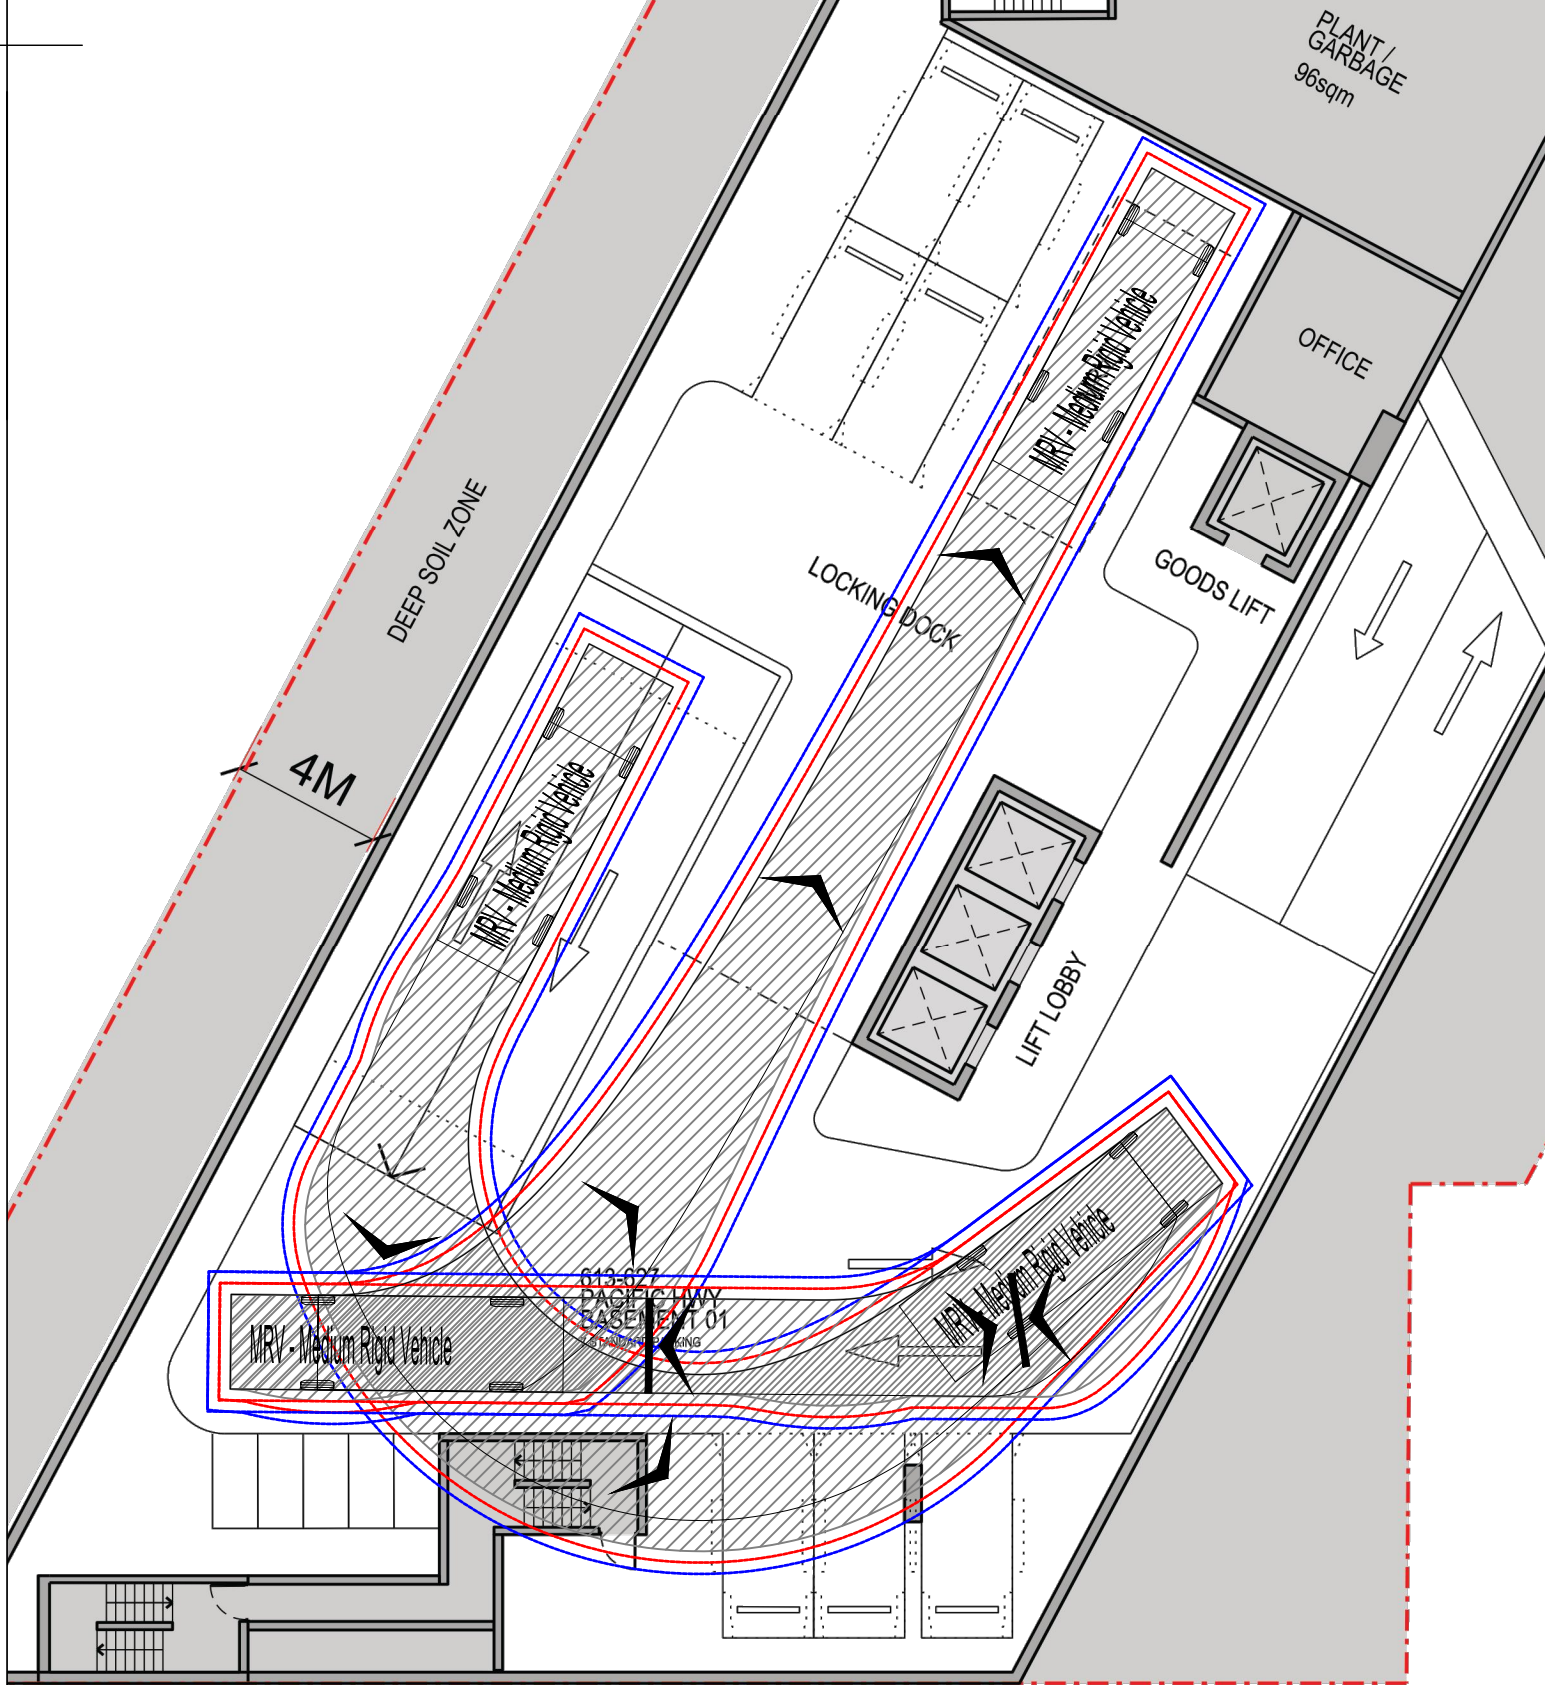 PLANT /
GARBAGE
96sqm
OFFICE
MRV - Medium Rigid Vehicle
DEEP SOIL ZONE
LOCKING DOCK
GOODS LIFT
4M
MRV - Medium Rigid Vehicle
LIFT LOBBY
613-627
PACIFIC HWY
BASEMENT 01
MRV - Medium Rigid Vehicle
MRV - Medium Rigid Vehicle